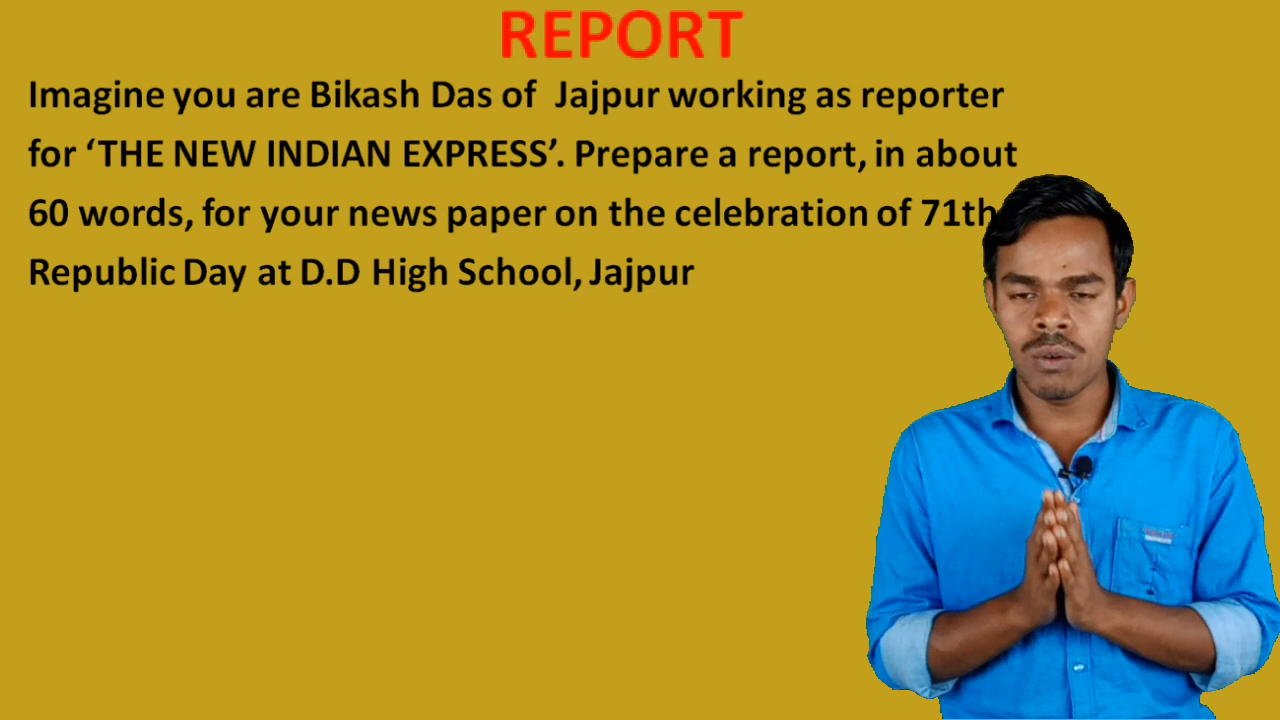 REPORT
Imagine you are Bikash Das of Jajpur working as reporter
for ‘THE NEW INDIAN EXPRESS’. Prepare a report, in about
60 words, for your news paper on the celebration of 71th
Republic Day at D.D High School, Jajpur